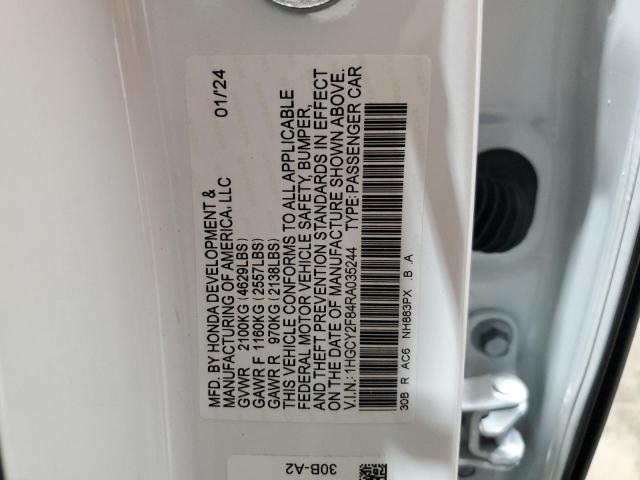 MFD. BY HONDA DEVELOPMENT &
MANUFACTURING OF AMERICA, LLC 01/'24
GVWR 2100KG (4629LBS)
GAWR F 1160KG (2557LBS)
GAWR R 970KG (2138LBS)
THIS VEHICLE CONFORMS TO ALL APPLICABLE
FEDERAL MOTOR VEHICLE SAFETY, BUMPER,
AND THEFT PREVENTION STANDARDS IN EFFECT
ON THE DATE OF MANUFACTURE SHOWN ABOVE.
V.I.N.:1HGCY2F84RA035244 TYPE:PASSENGER CAR
30B R AC6 NH883PX .B .A
30B-A2